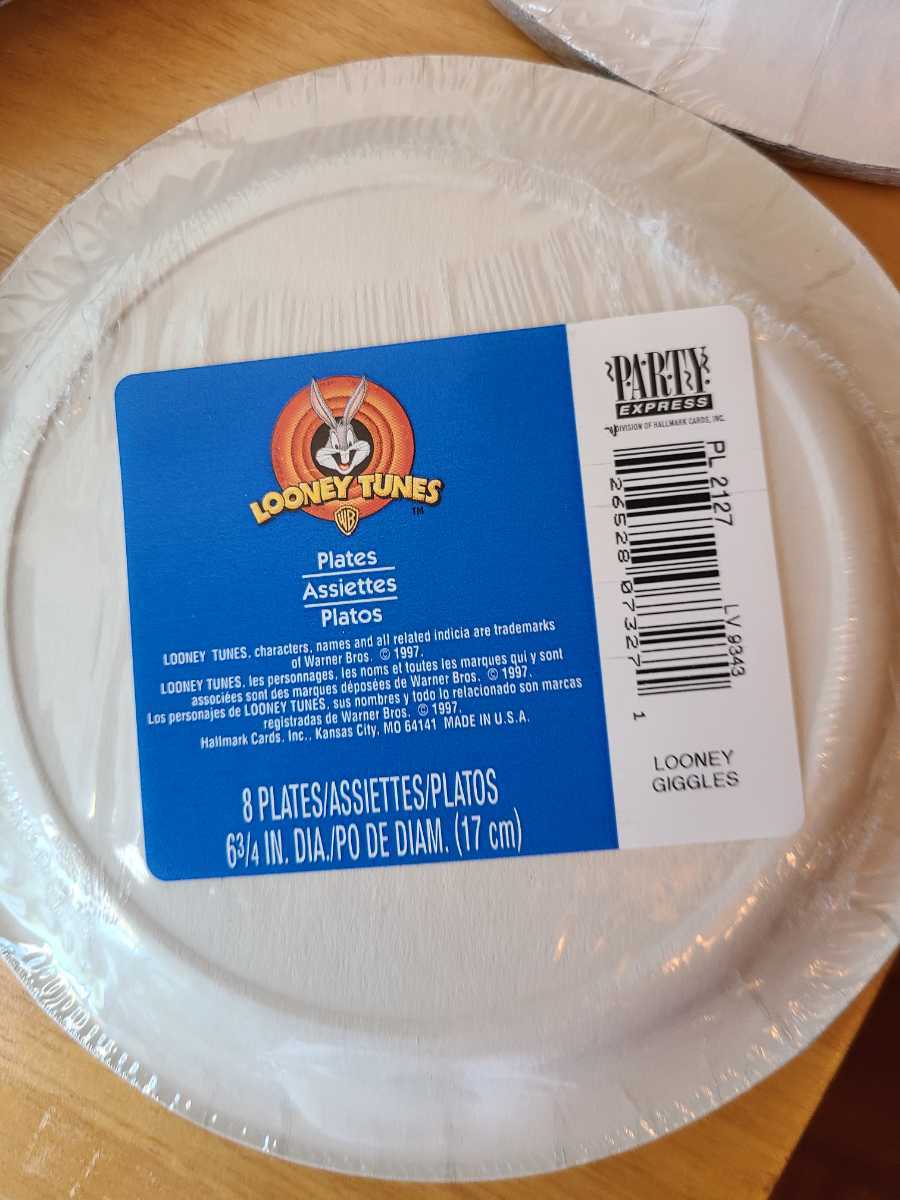 LOONEY TUNES
WB
TM
Plates
Assiettes
Platos
LOONEY TUNES, characters, names and all related indicia are trademarks
of Warner Bros. © 1997.
LOONEY TUNES, les personnages, les noms et toutes les marques qui y sont
associées sont des marques déposées de Warner Bros. © 1997.
Los personajes de LOONEY TUNES, sus nombres y todo lo relacionado son marcas
registradas de Warner Bros. © 1997.
Hallmark Cards, Inc., Kansas City, MO 64141 MADE IN U.S.A.
8 PLATES/ASSIETTES/PLATOS
6 3/4 IN. DIA./PO DE DIAM. (17 cm)
PARTY
EXPRESS
DIVISION OF HALLMARK CARDS, INC.
PL 2127 LV 9343
26528 07327 1
LOONEY
GIGGLES